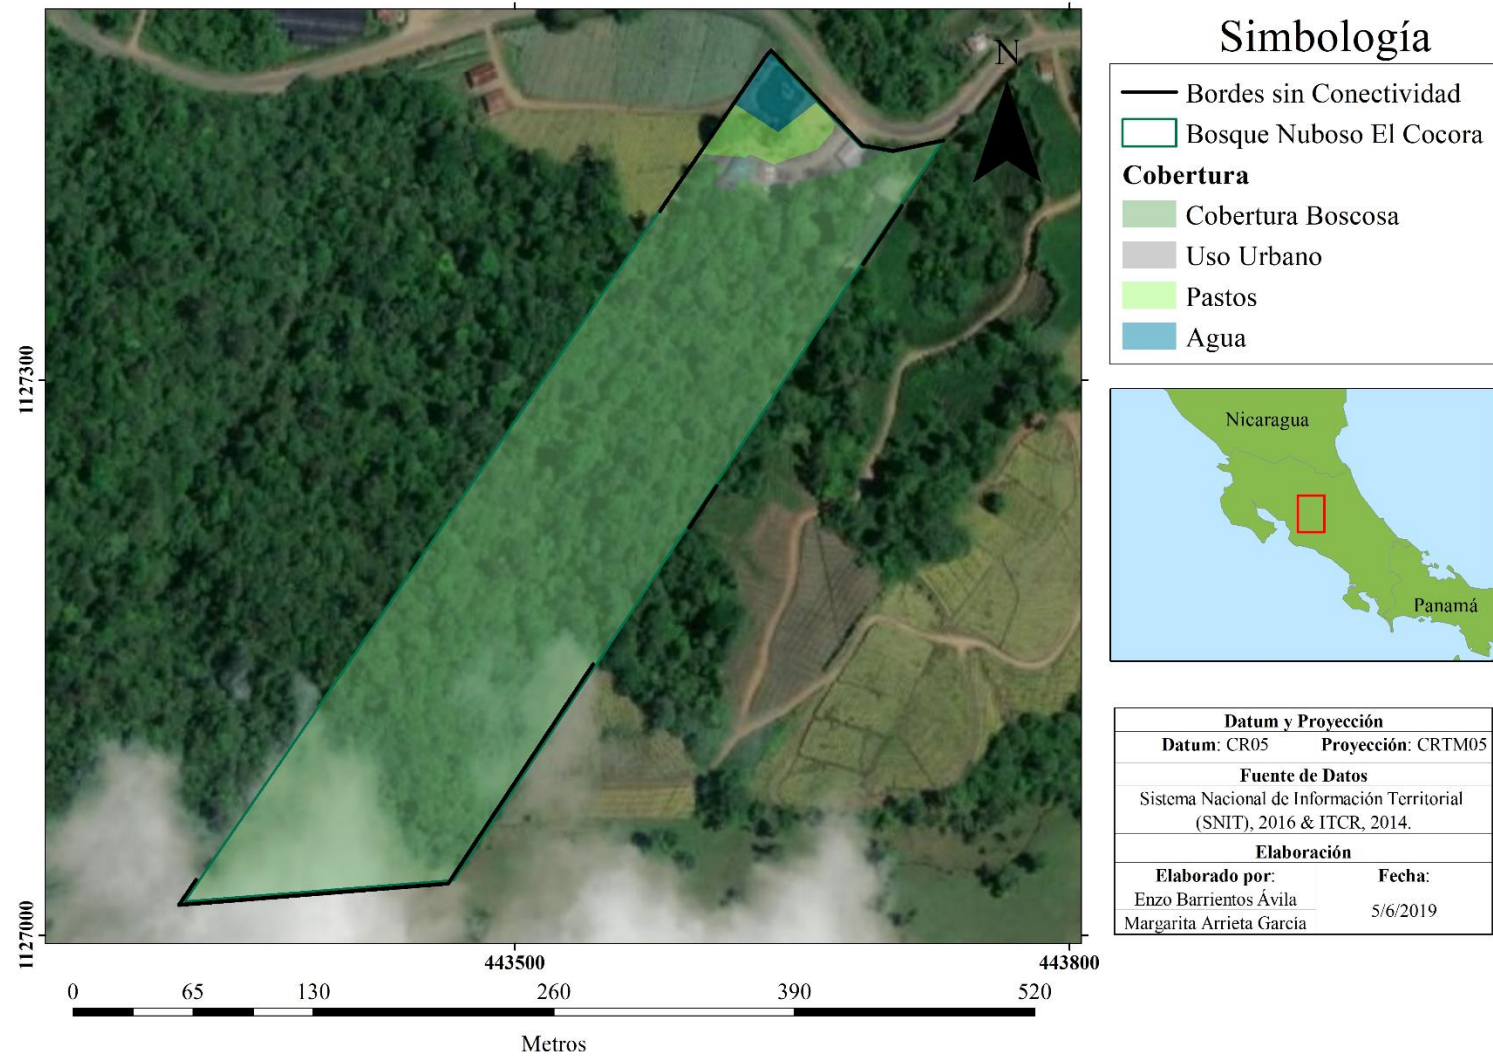 Simbología
N
Bordes sin Conectividad
Bosque Nuboso El Cocora
Cobertura
Cobertura Boscosa
Uso Urbano
Pastos
Agua
1127300
1127000
443500
443800
0 65 130 260 390 520
Metros
Nicaragua
Panamá
Datum y Proyección
Datum: CR05 Proyección: CRTM05
Fuente de Datos
Sistema Nacional de Información Territorial
(SNIT), 2016 & ITCR, 2014.
Elaboración
Elaborado por: Fecha:
Enzo Barrientos Ávila
5/6/2019
Margarita Arrieta García